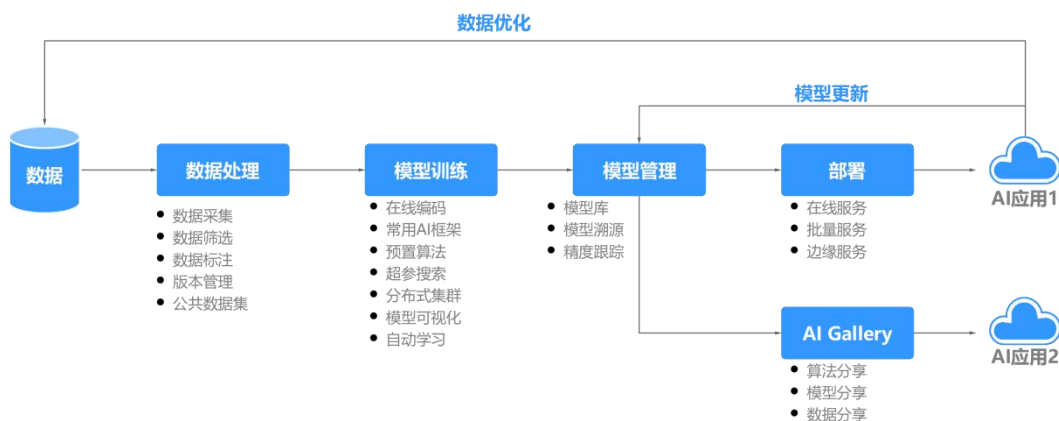 数据优化
模型更新
数据
数据处理
模型训练
模型管理
部署
AI应用1
数据采集
数据筛选
数据标注
版本管理
公共数据集
在线编码
常用AI框架
预置算法
超参搜索
分布式集群
模型可视化
自动学习
模型库
模型溯源
精度跟踪
在线服务
批量服务
边缘服务
AI Gallery
AI应用2
算法分享
模型分享
数据分享